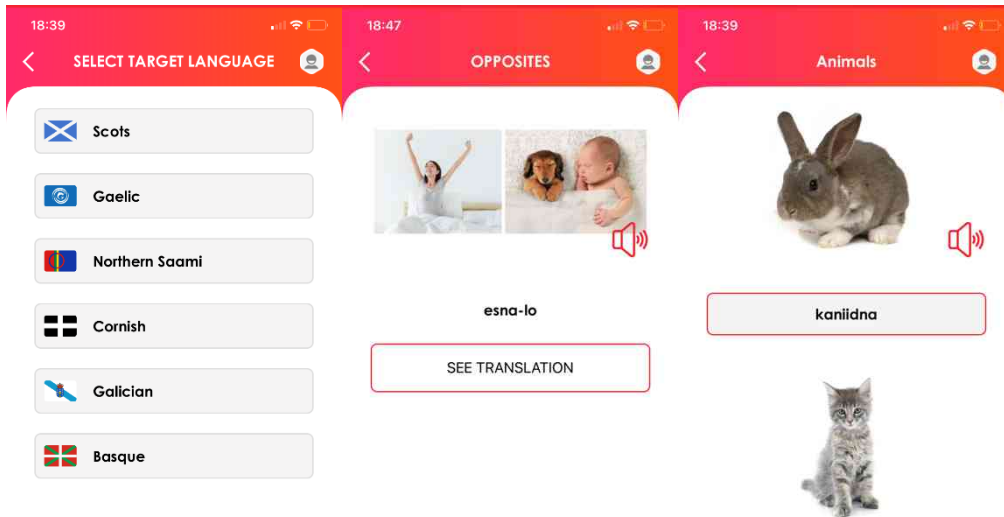 18:39
SELECT TARGET LANGUAGE
Scots
Gaelic
Northern Saami
Cornish
Galician
Basque
18:47
OPPOSITES
esna-lo
SEE TRANSLATION
18:39
Animals
kaniidna